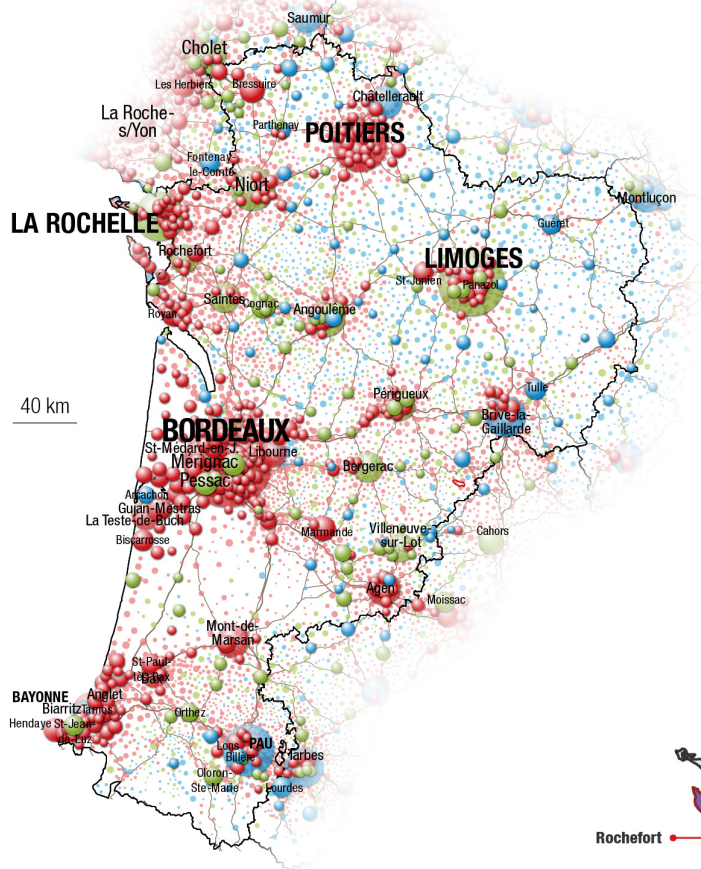 Saumur
Cholet
Les Herbiers
Bressuire
Châtellerault
La Roche-
s/Yon
Parthenay
POITIERS
Fontenay-
le-Comte
Niort
Montluçon
LA ROCHELLE
Guéret
Rochefort
LIMOGES
St-Junien
Panazol
Saintes
Cognac
Angoulême
Royan
40 km
Périgueux
Tulle
Brive-la-
Gaillarde
BORDEAUX
St-Médard-en-J.
Libourne
Mérignac
Pessac
Bergerac
Arcachon
Gujan-Mestras
La Teste-de-Buch
Biscarrosse
Marmande
Villeneuve-
sur-Lot
Cahors
Agen
Moissac
Mont-de-
Marsan
St-Paul-
lès-Dax
Dax
BAYONNE
Anglet
Biarritz
Tarnos
Orthez
Hendaye
St-Jean-
de-Luz
Lons
PAU
Billère
Tarbes
Oloron-
Ste-Marie
Lourdes
Rochefort